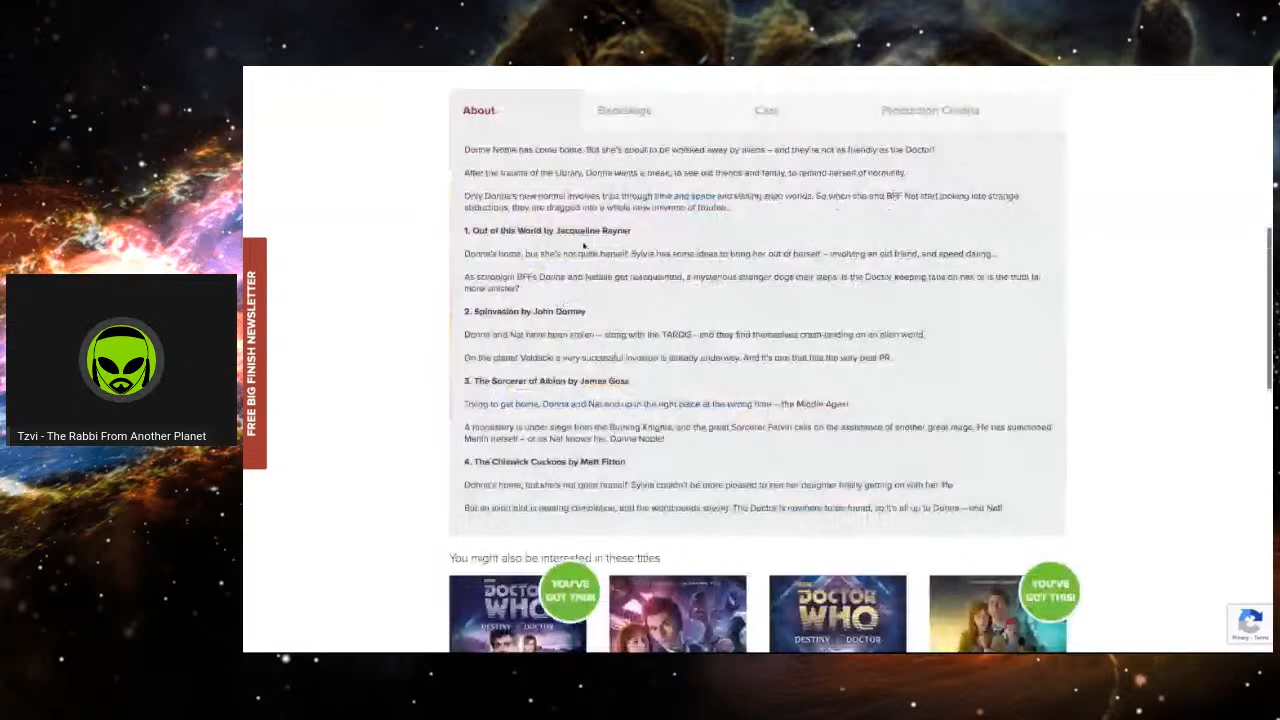 About
Backstage
Cast
Production Credits
Donna Noble has come home. But she's about to be whisked away by aliens – and they're not as friendly as the Doctor!
After the trauma of the Library, Donna wants a break, to see old friends and family, to remind herself of normality.
Only Donna's new normal involves trips through time and space and visiting alien worlds. So when she and BFF Nat start looking into strange
abductions, they are dragged into a whole new universe of trouble...
1. Out of this World by Jacqueline Rayner
Donna's home, but she's not quite herself. Sylvia has some ideas to bring her out of herself – involving an old friend, and speed dating...
As schoolgirl BFFs Donna and Natalie get reacquainted, a mysterious stranger dogs their steps. Is the Doctor keeping tabs on her or is the truth far
more sinister?
2. Spinvasion by John Dorney
Donna and Nat have been stolen – along with the TARDIS – and they find themselves crash-landing on an alien world.
On the planet a very successful invasion is already underway. And it's one that has the very best PR.
3. The Sorcerer of Albion by James Goss
Trying to get home, Donna and Nat end up in the right place at the wrong time – the Middle Ages!
A monastery is under siege from the Burning Knights, and the great Sorcerer Parval calls on the assistance of another great mage. He has summoned
Merlin herself – or as Nat knows her, Donna Noble!
4. The Chiswick Cuckoos by Matt Fitton
Donna's home, but she's not quite herself. Sylvia couldn't be more pleased to see her daughter finally getting on with her life.
But an alien plot is nearing completion, and the world needs saving. The Doctor is nowhere to be found, so it's all up to Donna – and Nat!
FREE BIG FINISH NEWSLETTER
Tzvi - The Rabbi From Another Planet
You might also be interested in these titles
YOU'VE
GOT THIS!
DOCTOR
WHO
DESTINY DOCTOR
DOCTOR
WHO
DESTINY DOCTOR
YOU'VE
GOT THIS!
Privacy - Terms